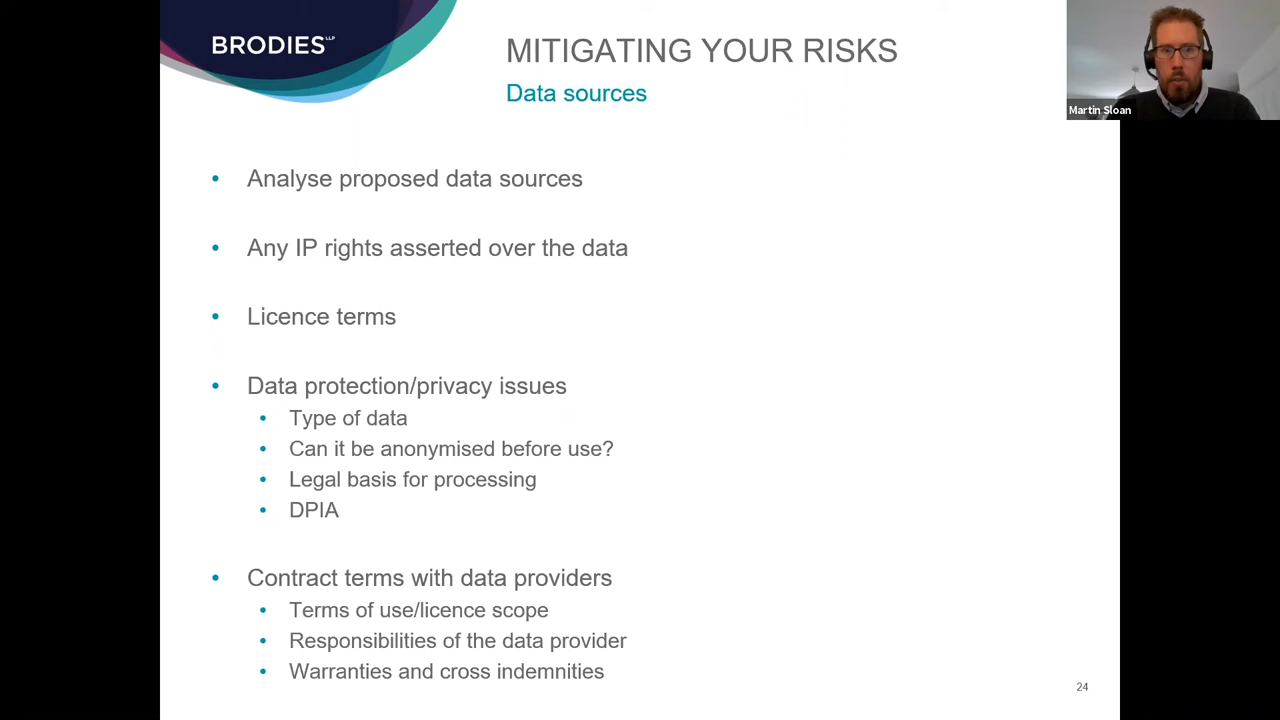 BRODIES LLP
MITIGATING YOUR RISKS
Data sources
Martin Sloan
• Analyse proposed data sources
• Any IP rights asserted over the data
• Licence terms
• Data protection/privacy issues
• Type of data
• Can it be anonymised before use?
• Legal basis for processing
• DPIA
• Contract terms with data providers
• Terms of use/licence scope
• Responsibilities of the data provider
• Warranties and cross indemnities
24